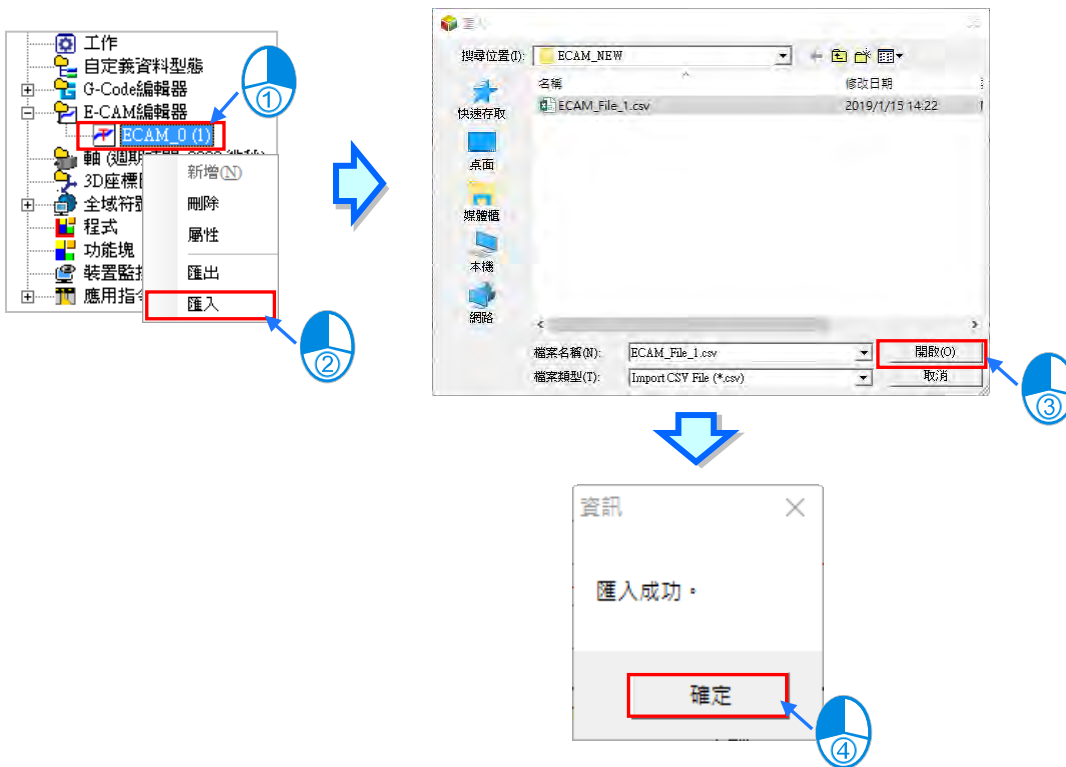 工作
自定義資料型態
G-Code編輯器
E-CAM編輯器
ECAM_0 (1)
軸 (週期
3D座標
全域符號
程式
功能塊
裝置監
應用指令
①
新增(N)
刪除
屬性
匯出
匯入
②
匯入
搜尋位置(I):
ECAM_NEW
名稱
修改日期
ECAM_File_1.csv
2019/1/15 14:22
快速存取
桌面
媒體櫃
本機
網路
檔案名稱(N):
ECAM_File_1.csv
開啟(O)
檔案類型(T):
Import CSV File (*.csv)
取消
③
資訊
匯入成功。
確定
④